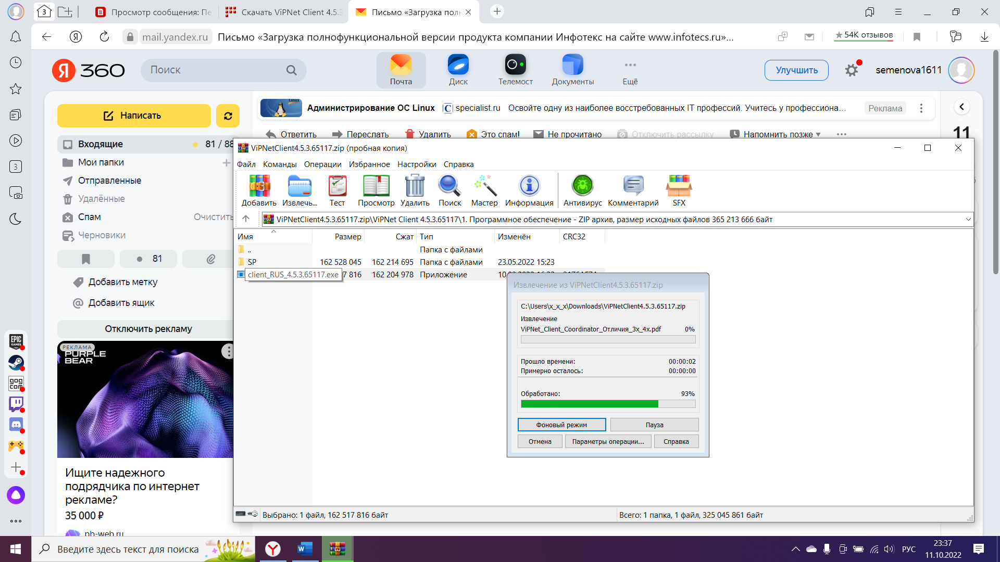 3
Просмотр сообщения: Пе
Скачать ViPNet Client 4.5.3
Письмо «Загрузка полн
mail.yandex.ru
Письмо «Загрузка полнофункциональной версии продукта компании Инфотекс на сайте www.infotecs.ru»...
★ 54K отзывов
Я 360
Поиск
Почта
Диск
Телемост
Документы
Ещё
Улучшить
semenova1611
Написать
Linux
Администрирование ОС Linux
specialist.ru
Освойте одну из наиболее востребованных IT профессий. Учитесь у профессиона...
Реклама
Ответить
Переслать
Удалить
Это спам!
Не прочитано
Отключить рассылку
Напомнить позже
11
Входящие
81 / 88
Мои папки
Отправленные
Удалённые
Спам
Очистить
Черновики
81
Добавить метку
Добавить ящик
Отключить рекламу
РЕКЛАМА
PURPLE
BEAR
Ищите надежного
подрядчика по интернет
рекламе?
35 000 ₽
pb-web.ru
3
EPIC
GAMES
GOG
COM
ViPNetClient4.5.3.65117.zip (пробная копия)
Файл Команды Операции Избранное Настройки Справка
Добавить
Извлечь...
Тест
Просмотр
Удалить
Поиск
Мастер
Информация
Антивирус
Комментарий
SFX
ViPNetClient4.5.3.65117.zip\ViPNet Client 4.5.3.65117\1. Программное обеспечение - ZIP архив, размер исходных файлов 365 213 666 байт
Имя Размер Сжат Тип Изменён CRC32
.. Папка с файлами
SP 162 528 045 162 214 695 Папка с файлами 23.05.2022 15:23
client_RUS_4.5.3.65117.exe 7 816 162 204 978 Приложение
Извлечение из ViPNetClient4.5.3.65117.zip
C:\Users\x_x_x\Downloads\ViPNetClient4.5.3.65117.zip
Извлечение
ViPNet_Client_Coordinator_Отличия_3x_4x.pdf 0%
Прошло времени: 00:00:02
Примерно осталось: 00:00:00
Обработано: 93%
Фоновый режим
Пауза
Отмена
Параметры операции...
Справка
Выбрано: 1 файл, 162 517 816 байт
Всего: 1 папка, 1 файл, 325 045 861 байт
Введите здесь текст для поиска
РУС
23:37
11.10.2022